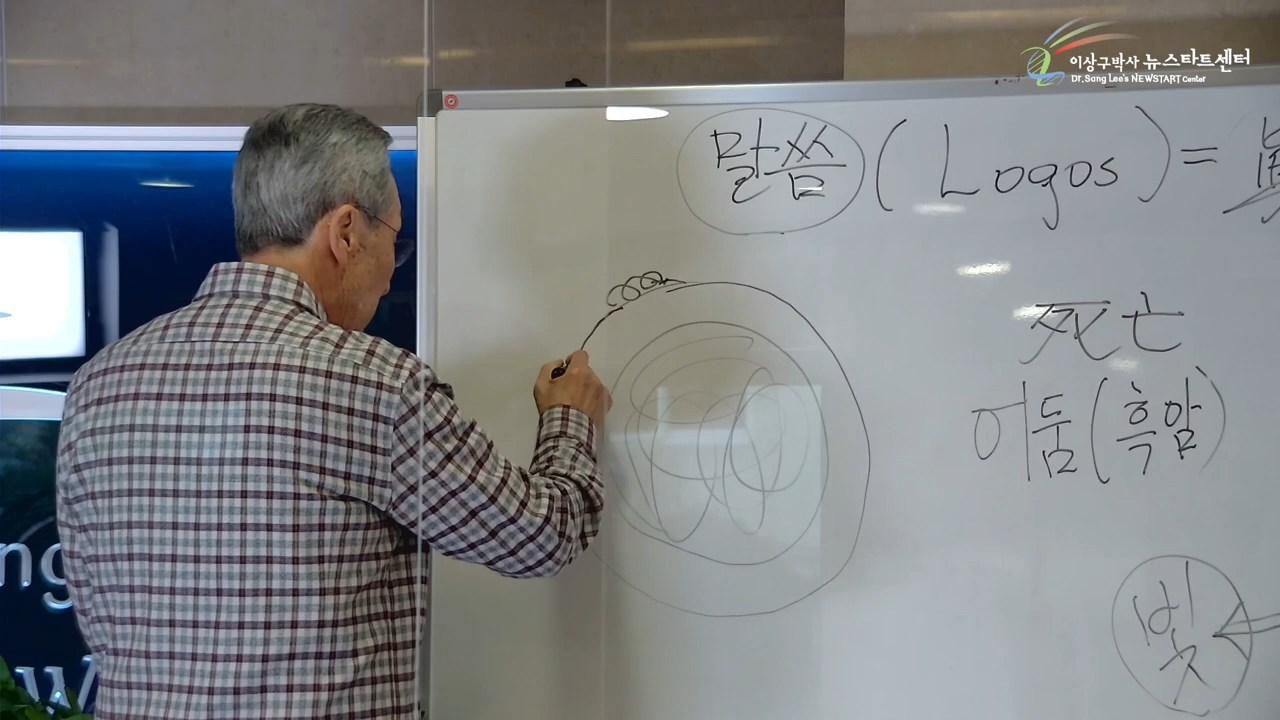 이상구박사 뉴스타트센터
Dr. Sang Lee's NEWSTART Center
말씀 (Logos) =
死亡
어둠(흑암)
빛
ng
w